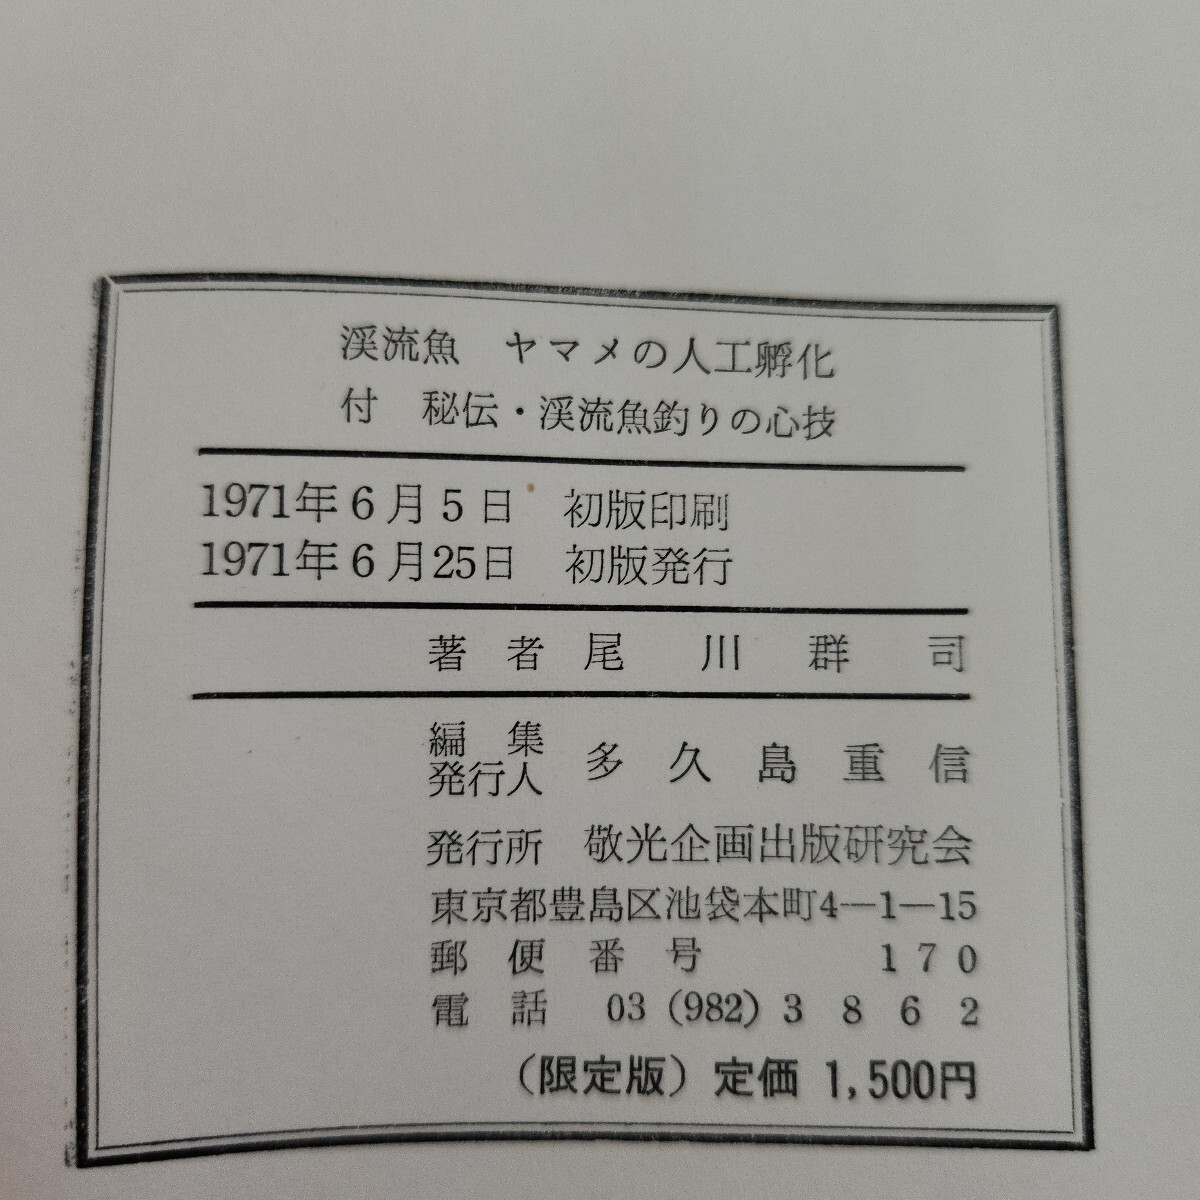 渓流魚　ヤマメの人工孵化
付　秘伝・渓流魚釣りの心技
1971年6月5日　初版印刷
1971年6月25日　初版発行
著者　尾川群司
編集発行人　多久島重信
発行所　敬光企画出版研究会
東京都豊島区池袋本町4—1—15
郵便番号　170
電話　03 (982) 3862
（限定版）定価 1,500円